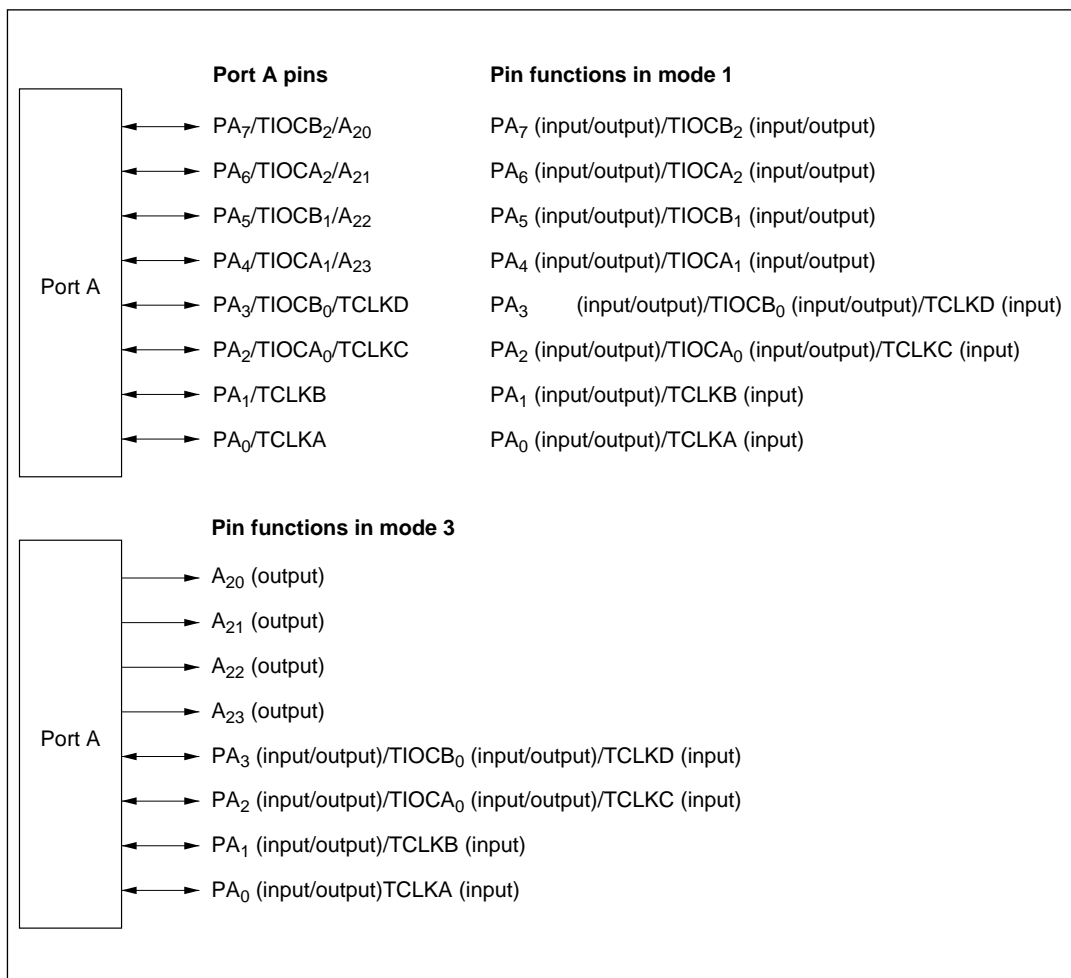 Port A pins Pin functions in mode 1
PA7/TIOCB2/A20 PA7 (input/output)/TIOCB2 (input/output)
PA6/TIOCA2/A21 PA6 (input/output)/TIOCA2 (input/output)
PA5/TIOCB1/A22 PA5 (input/output)/TIOCB1 (input/output)
PA4/TIOCA1/A23 PA4 (input/output)/TIOCA1 (input/output)
Port A
PA3/TIOCB0/TCLKD PA3 (input/output)/TIOCB0 (input/output)/TCLKD (input)
PA2/TIOCA0/TCLKC PA2 (input/output)/TIOCA0 (input/output)/TCLKC (input)
PA1/TCLKB PA1 (input/output)/TCLKB (input)
PA0/TCLKA PA0 (input/output)/TCLKA (input)
Pin functions in mode 3
A20 (output)
A21 (output)
A22 (output)
A23 (output)
Port A
PA3 (input/output)/TIOCB0 (input/output)/TCLKD (input)
PA2 (input/output)/TIOCA0 (input/output)/TCLKC (input)
PA1 (input/output)/TCLKB (input)
PA0 (input/output)TCLKA (input)